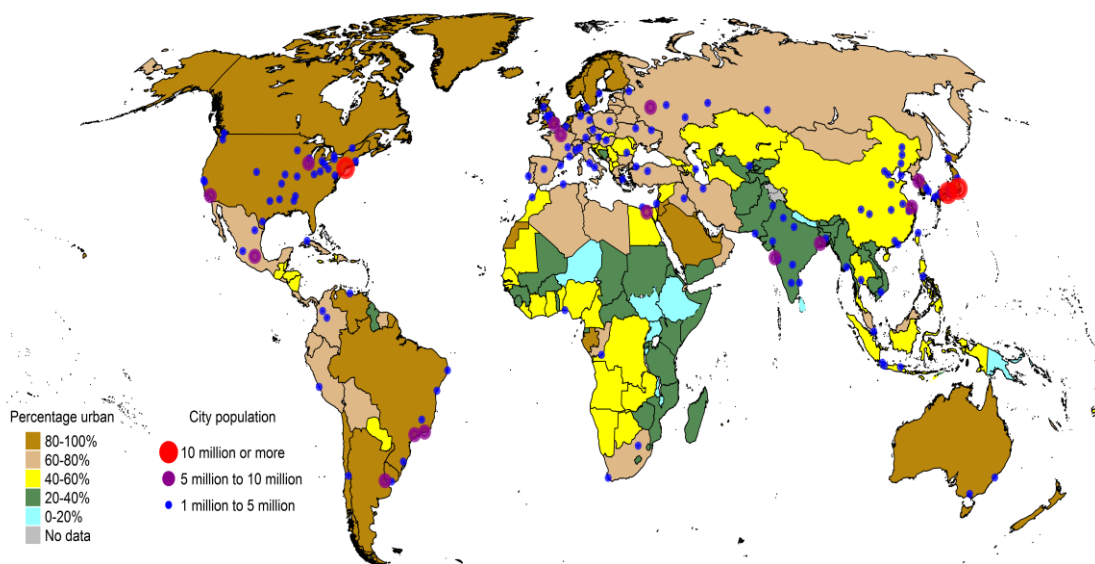 Percentage urban
80-100%
60-80%
40-60%
20-40%
0-20%
No data
City population
10 million or more
5 million to 10 million
1 million to 5 million